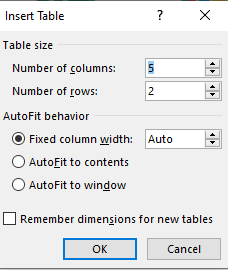 Insert Table ? ×
Table size
Number of columns: 5
Number of rows: 2
AutoFit behavior
Fixed column width: Auto
AutoFit to contents
AutoFit to window
Remember dimensions for new tables
OK Cancel